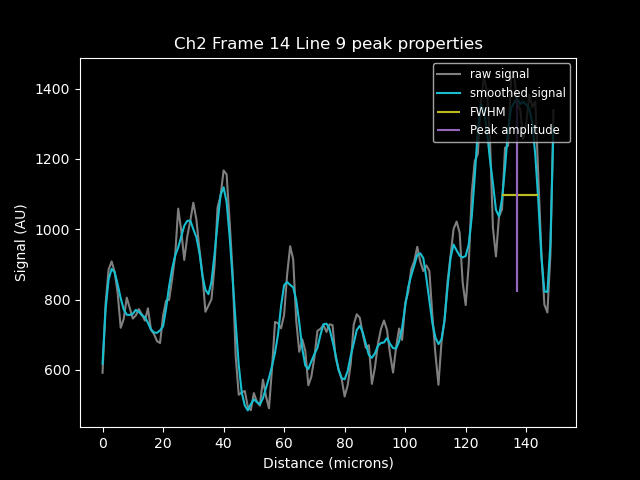 Ch2 Frame 14 Line 9 peak properties
raw signal
smoothed signal
FWHM
Peak amplitude
Signal (AU)
1400
1200
1000
800
600
0 20 40 60 80 100 120 140
Distance (microns)